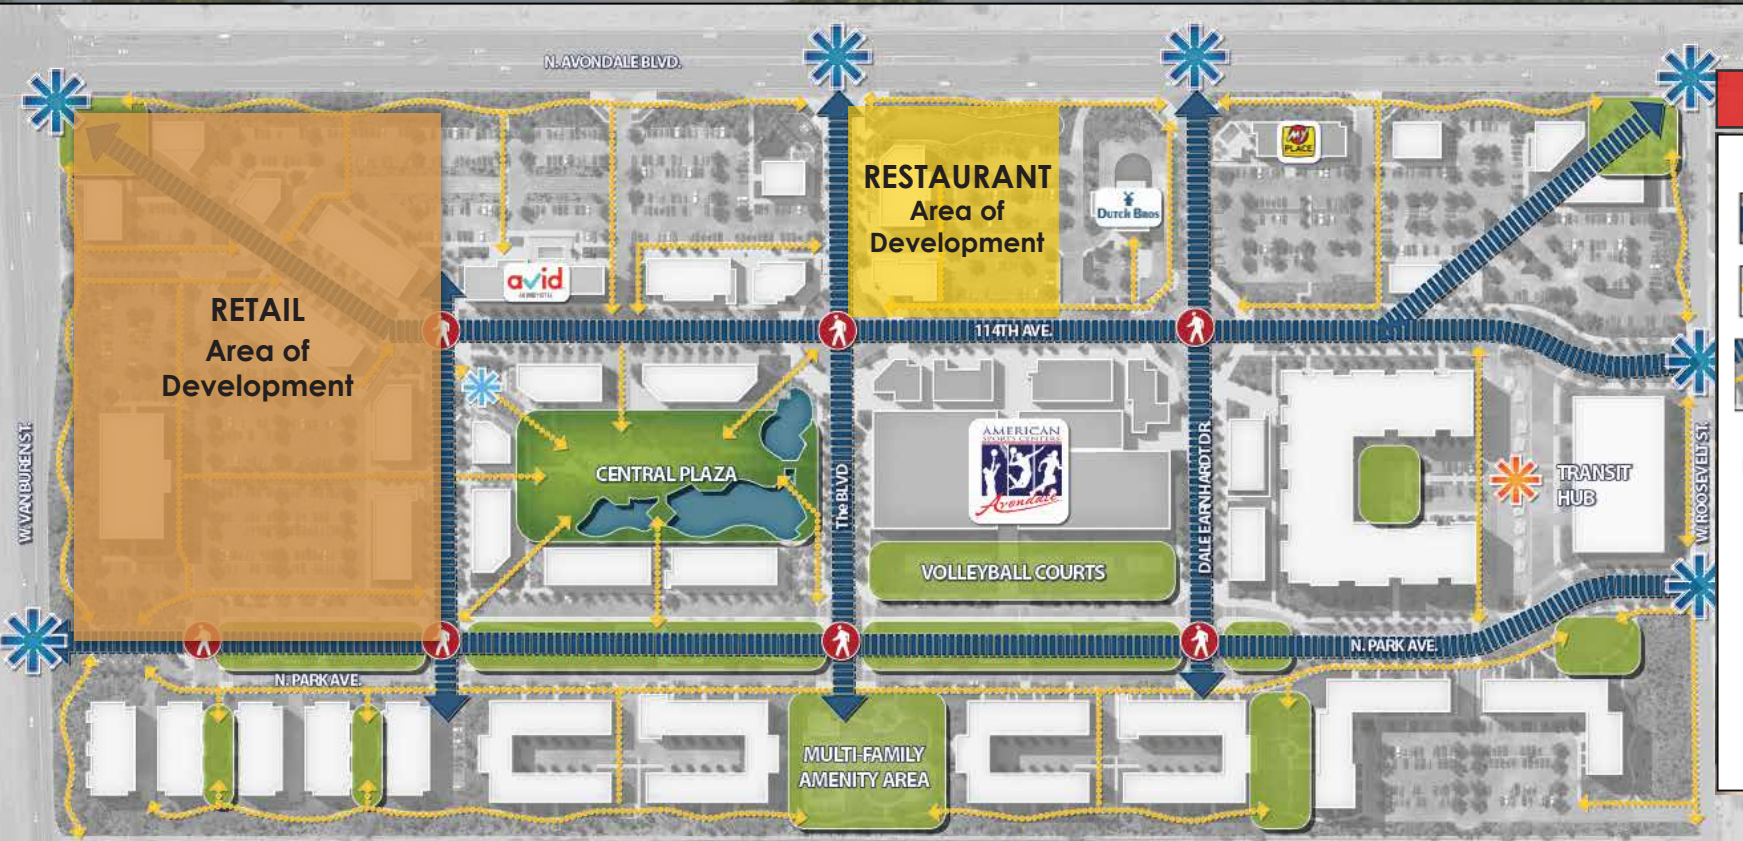 N. AVONDALE BLVD.
MY
PLACE
RESTAURANT
Area of
Development
Dutch Bros
avid
RETAIL
Area of
Development
114TH AVE.
AMERICAN
SPORTS CENTERS
Avondale
CENTRAL PLAZA
The BLVD
DALE EARNHARDT DR.
TRANSIT
HUB
W. VAN BUREN ST.
W. ROOSEVELT ST.
VOLLEYBALL COURTS
N. PARK AVE.
N. PARK AVE.
MULTI-FAMILY
AMENITY AREA